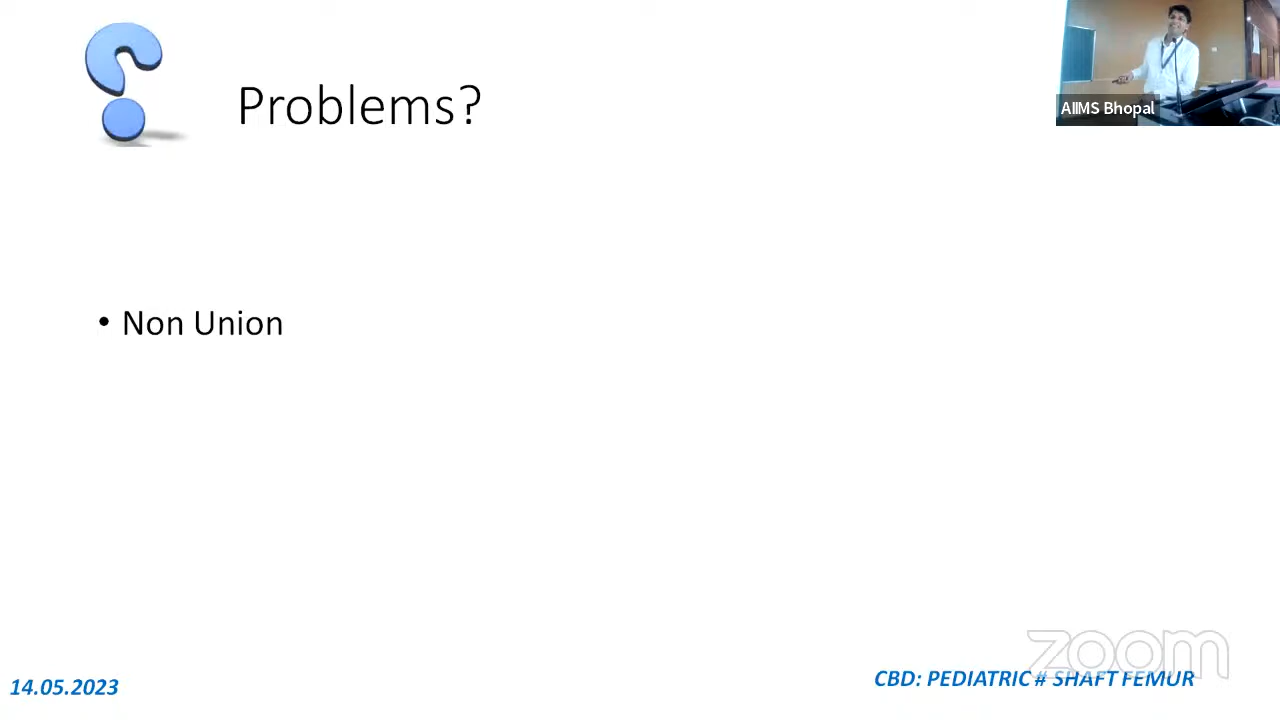 Problems?
AIIMS Bhopal
• Non Union
zoom
14.05.2023
CBD: PEDIATRIC # SHAFT FEMUR